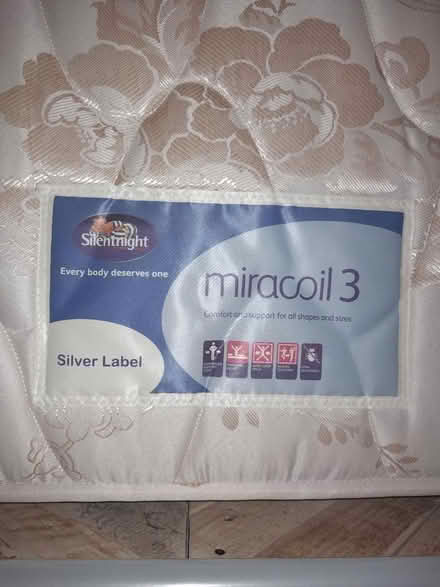 Silentnight
Every body deserves one
miracoil 3
Comfort and support for all shapes and sizes
Silver Label